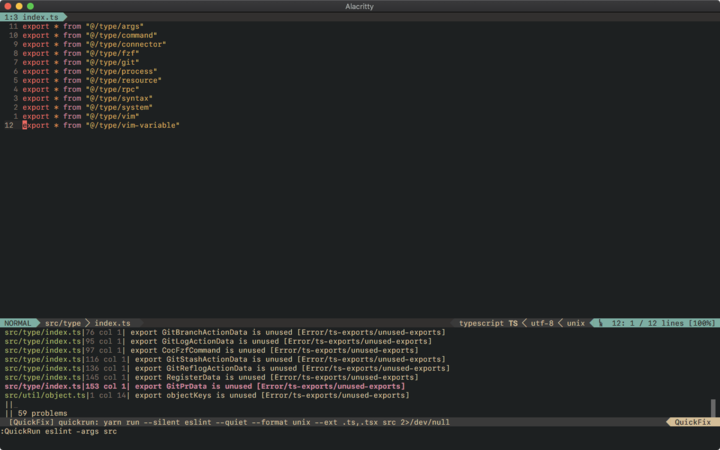 Alacritty
1:3 index.ts
11 export * from "@/type/args"
10 export * from "@/type/command"
9 export * from "@/type/connector"
8 export * from "@/type/fzf"
7 export * from "@/type/git"
6 export * from "@/type/process"
5 export * from "@/type/resource"
4 export * from "@/type/rpc"
3 export * from "@/type/syntax"
2 export * from "@/type/system"
1 export * from "@/type/vim"
12 export * from "@/type/vim-variable"
NORMAL src/type index.ts typescript TS utf-8 unix 12: 1 / 12 lines [100%]
src/type/index.ts|76 col 1| export GitBranchActionData is unused [Error/ts-exports/unused-exports]
src/type/index.ts|95 col 1| export GitLogActionData is unused [Error/ts-exports/unused-exports]
src/type/index.ts|97 col 1| export CocFzfCommand is unused [Error/ts-exports/unused-exports]
src/type/index.ts|116 col 1| export GitStashActionData is unused [Error/ts-exports/unused-exports]
src/type/index.ts|136 col 1| export GitReflogActionData is unused [Error/ts-exports/unused-exports]
src/type/index.ts|145 col 1| export RegisterData is unused [Error/ts-exports/unused-exports]
src/type/index.ts|153 col 1| export GitPrData is unused [Error/ts-exports/unused-exports]
src/util/object.ts|1 col 14| export objectKeys is unused [Error/ts-exports/unused-exports]
||
|| 59 problems
[QuickFix] quickrun: yarn run --silent eslint --quiet --format unix --ext .ts,.tsx src 2>/dev/null QuickFix
:QuickRun eslint -args src